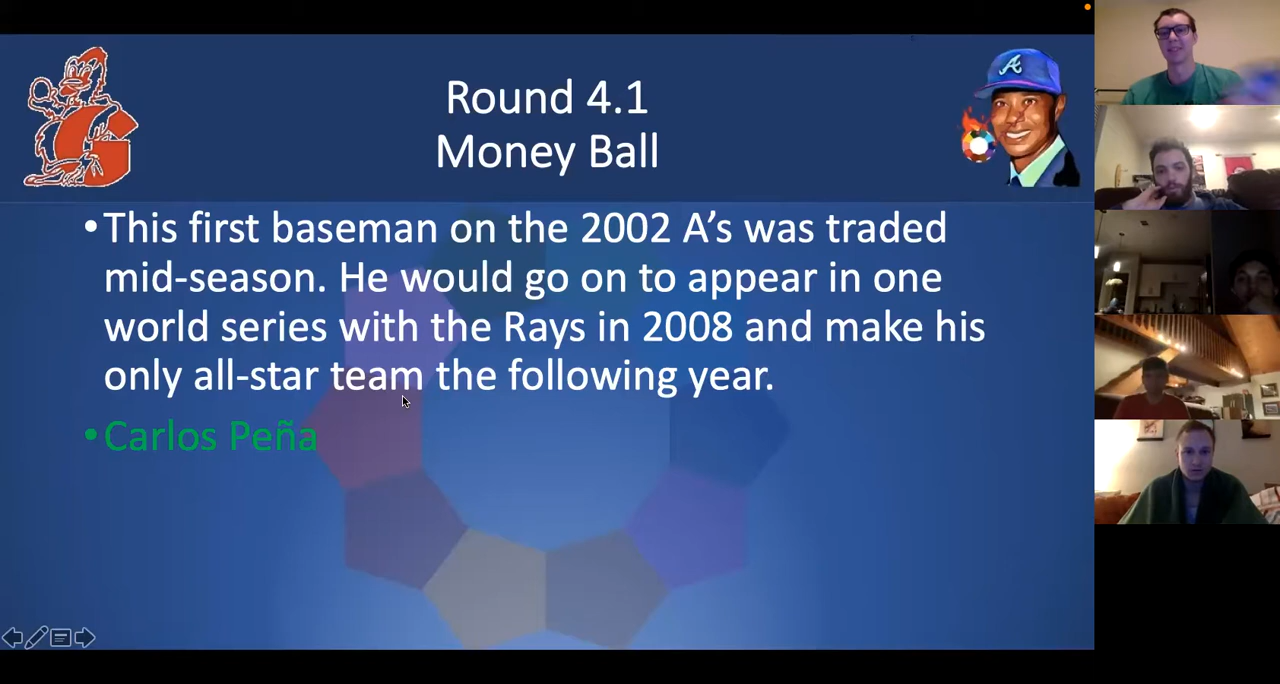 Round 4.1
Money Ball
•This first baseman on the 2002 A’s was traded
mid-season. He would go on to appear in one
world series with the Rays in 2008 and make his
only all-star team the following year.
•Carlos Peña
A
G